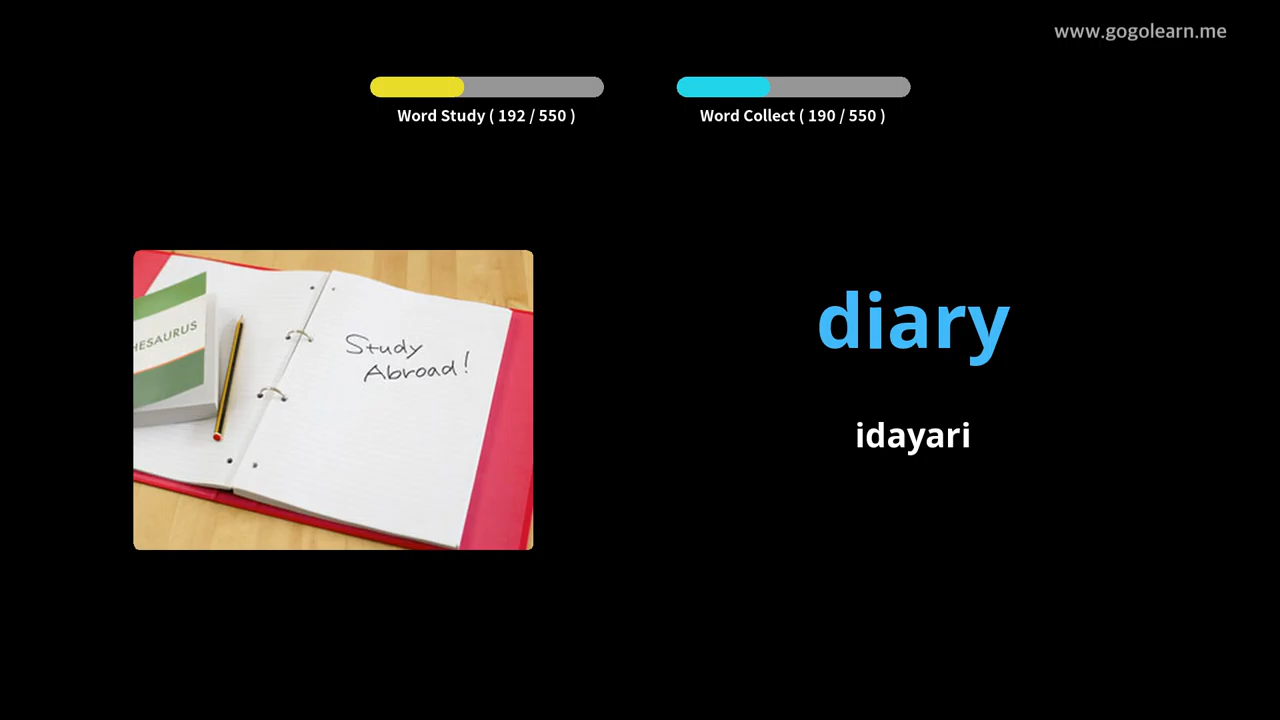 www.gogolearn.me
Word Study ( 192 / 550 )
Word Collect ( 190 / 550 )
HESAURUS
Study
Abroad!
diary
idayari